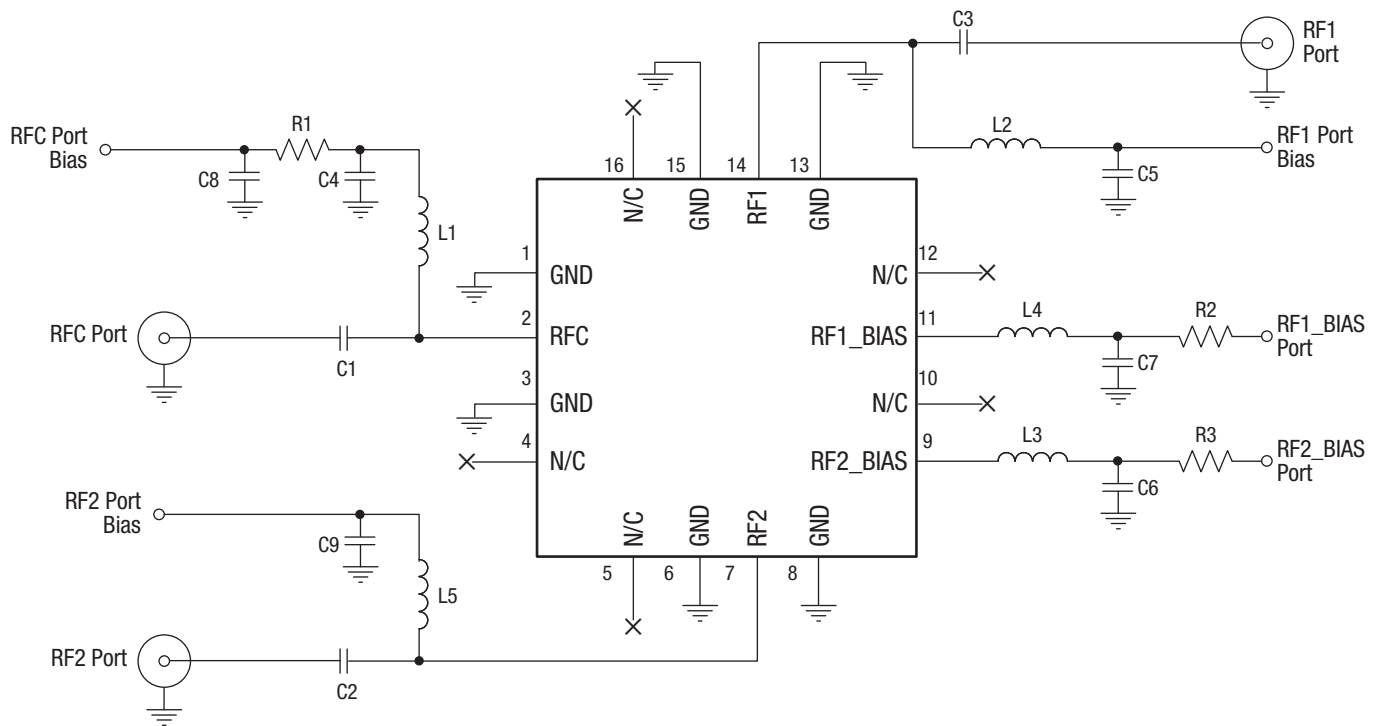 C3
RF1
Port
RFC Port
Bias
R1
C8
C4
L1
L2
RF1 Port
Bias
C5
16
15
14
13
N/C
GND
RF1
GND
1
GND
12
N/C
RFC Port
C1
2
RFC
11
RF1_BIAS
L4
R2
RF1_BIAS
Port
C7
3
GND
10
N/C
4
N/C
9
RF2_BIAS
L3
R3
RF2_BIAS
Port
C6
RF2 Port
Bias
C9
L5
N/C
GND
RF2
GND
5
6
7
8
RF2 Port
C2